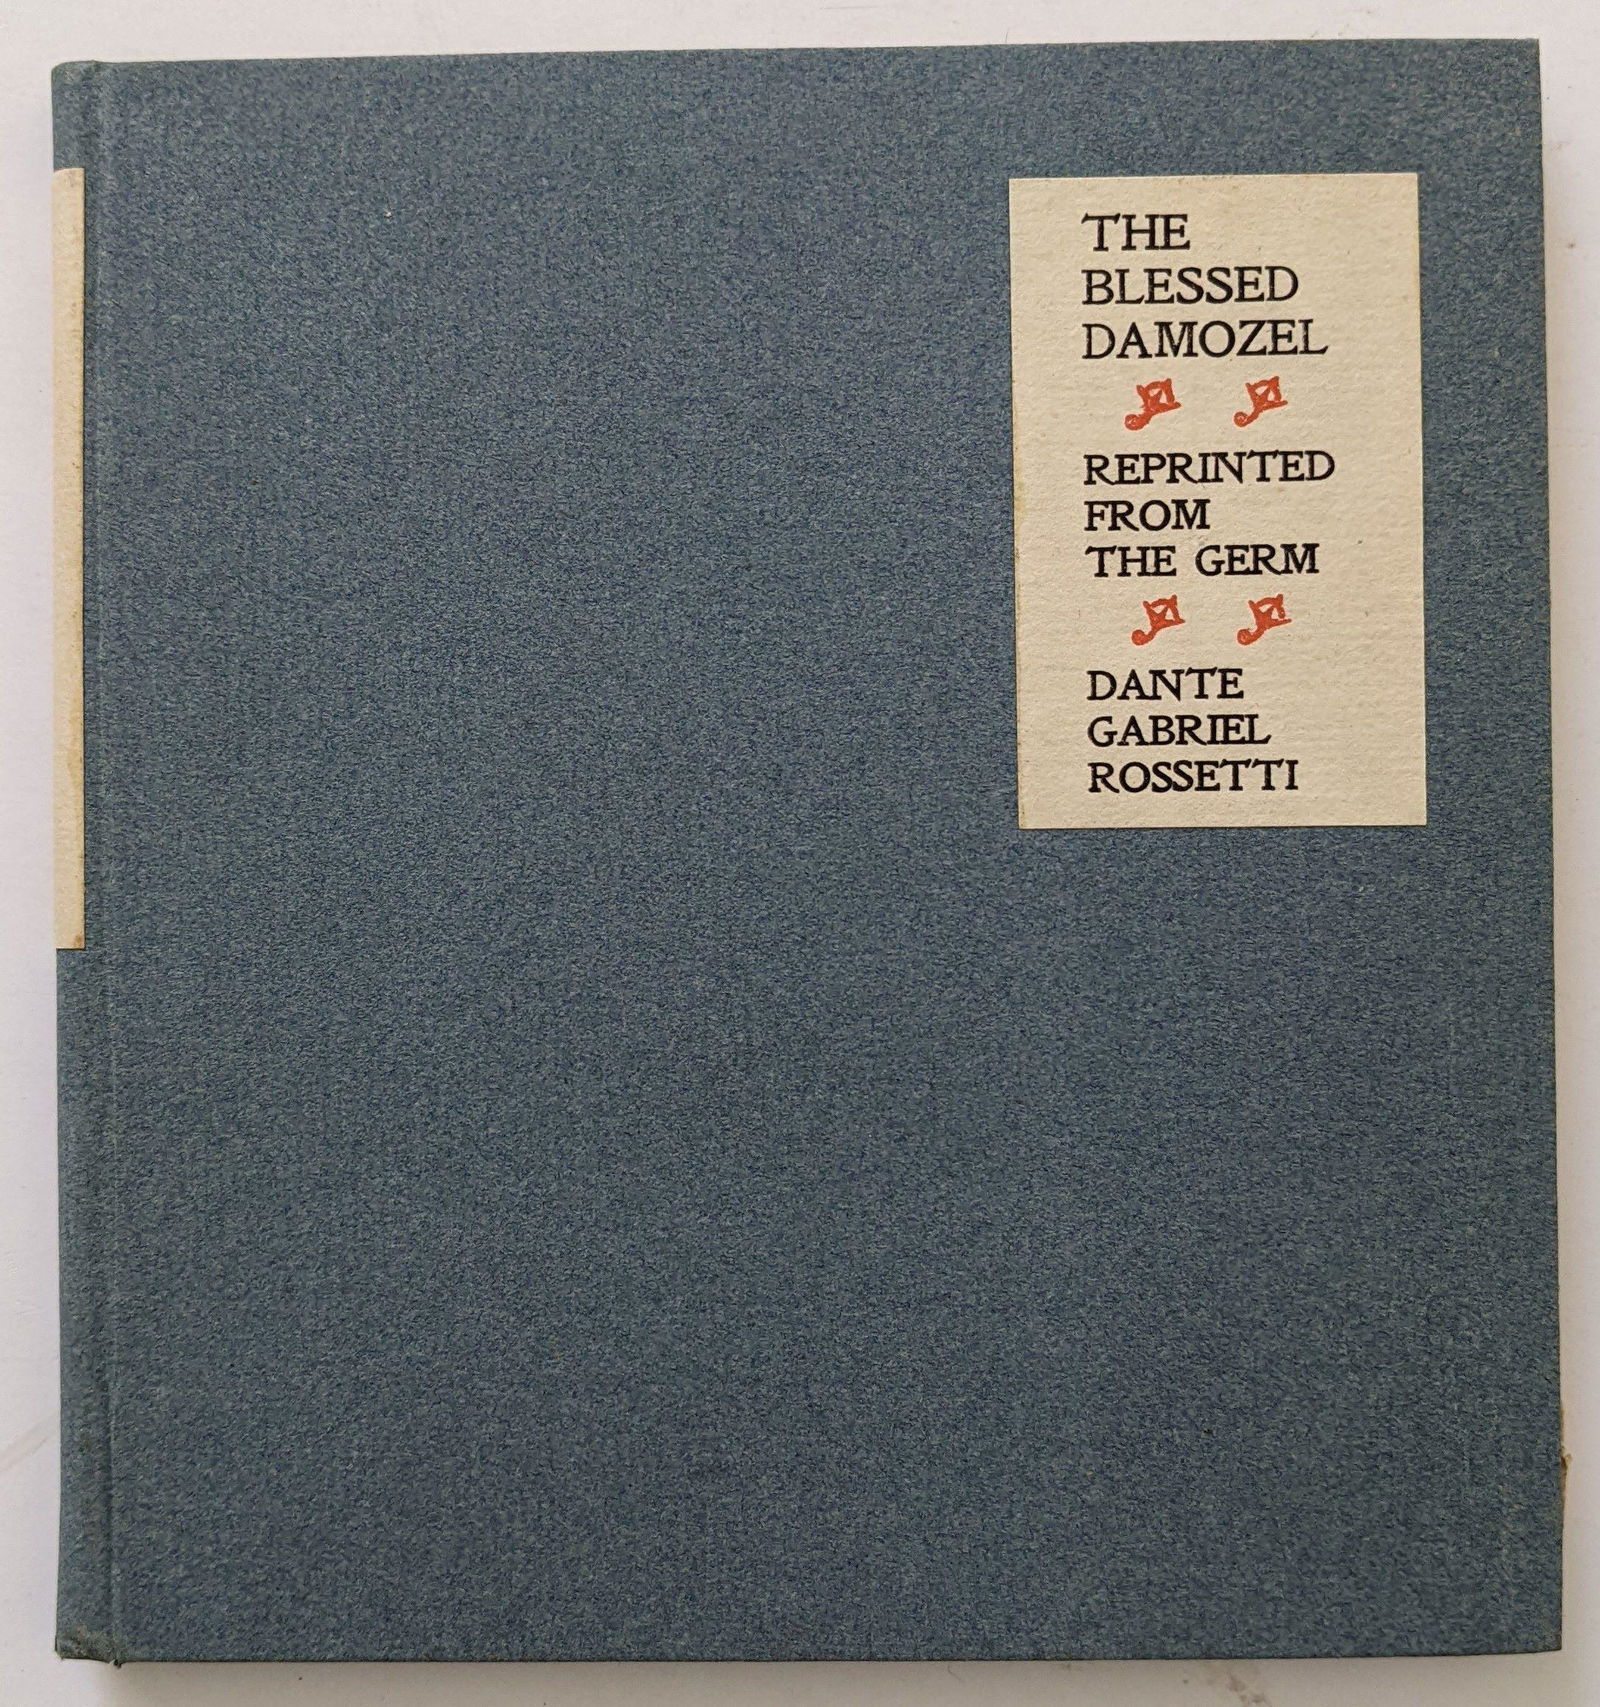 THE
BLESSED
DAMOZEL
REPRINTED
FROM
THE GERM
DANTE
GABRIEL
ROSSETTI